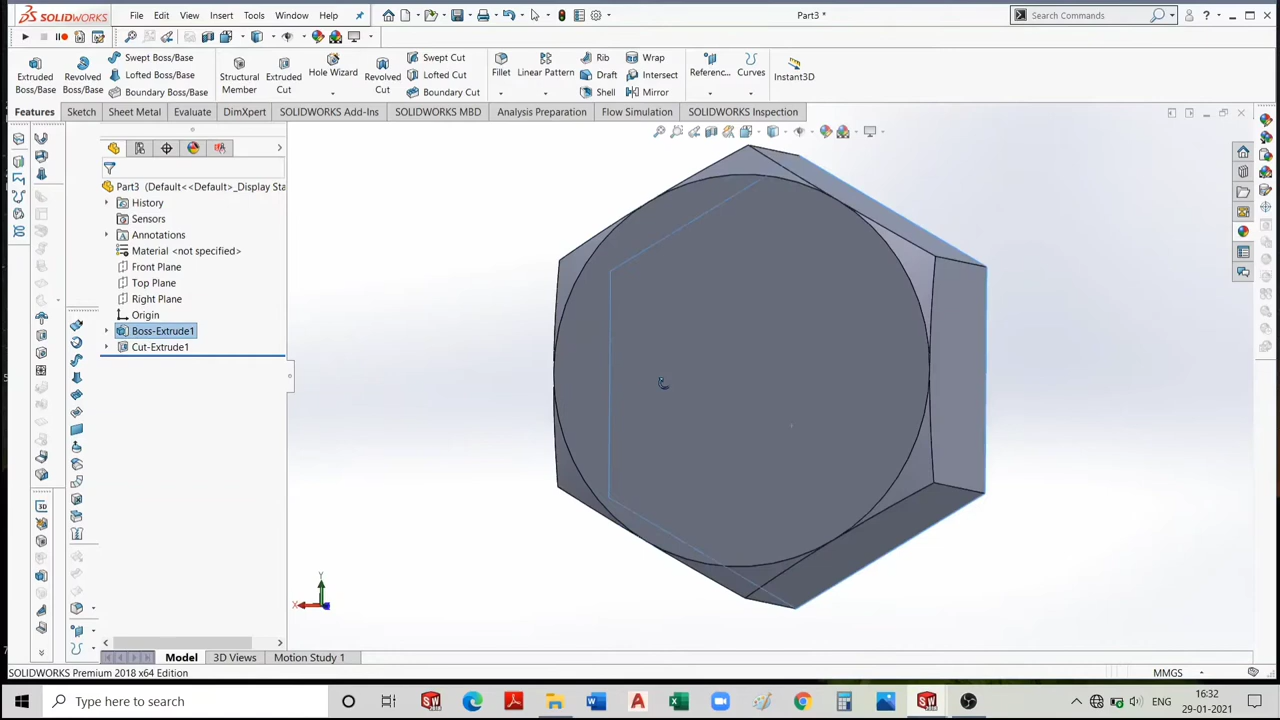 SOLIDWORKS File Edit View Insert Tools Window Help Part3 * Search Commands
Extruded Boss/Base
Revolved Boss/Base
Swept Boss/Base
Lofted Boss/Base
Boundary Boss/Base
Structural Member
Extruded Cut
Hole Wizard
Revolved Cut
Swept Cut
Lofted Cut
Boundary Cut
Fillet
Linear Pattern
Rib
Draft
Shell
Wrap
Intersect
Mirror
Referenc...
Curves
Instant3D
Features Sketch Sheet Metal Evaluate DimXpert SOLIDWORKS Add-Ins SOLIDWORKS MBD Analysis Preparation Flow Simulation SOLIDWORKS Inspection
Part3 (Default<<Default>_Display Sta
History
Sensors
Annotations
Material <not specified>
Front Plane
Top Plane
Right Plane
Origin
Boss-Extrude1
Cut-Extrude1
Y
X
3D
Model 3D Views Motion Study 1
SOLIDWORKS Premium 2018 x64 Edition MMGS
Type here to search ENG 16:32
29-01-2021